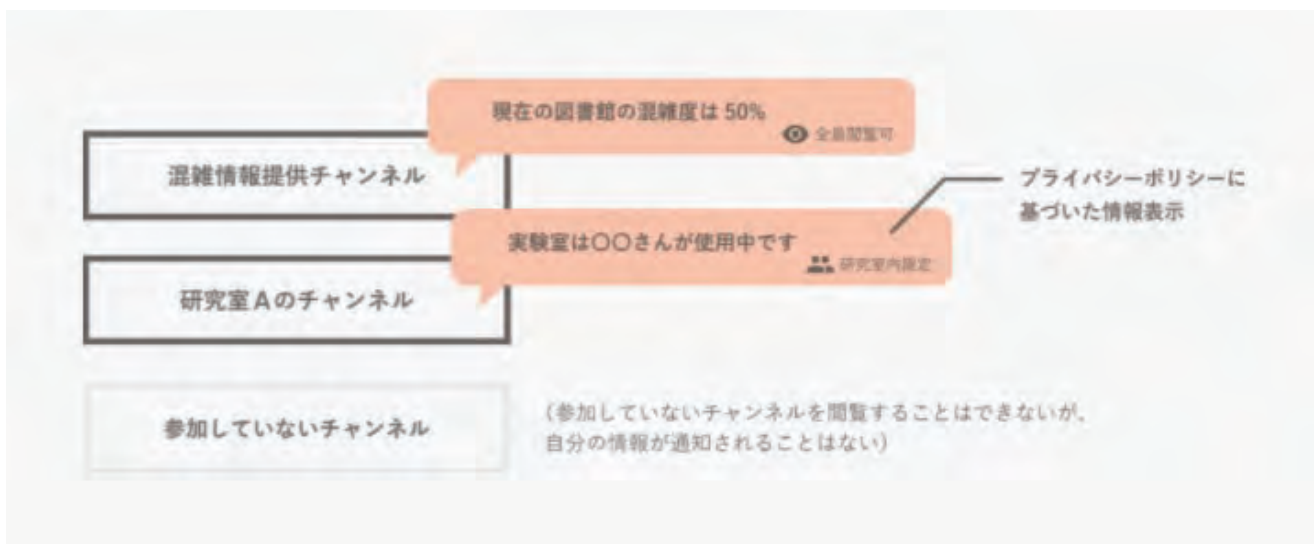 現在の図書館の混雑度は 50%
全員閲覧可
混雑情報提供チャンネル
プライバシーポリシーに
基づいた情報表示
実験室は〇〇さんが使用中です
研究室内限定
研究室Aのチャンネル
参加していないチャンネル
(参加していないチャンネルを閲覧することはできないが、
自分の情報が通知されることはない)